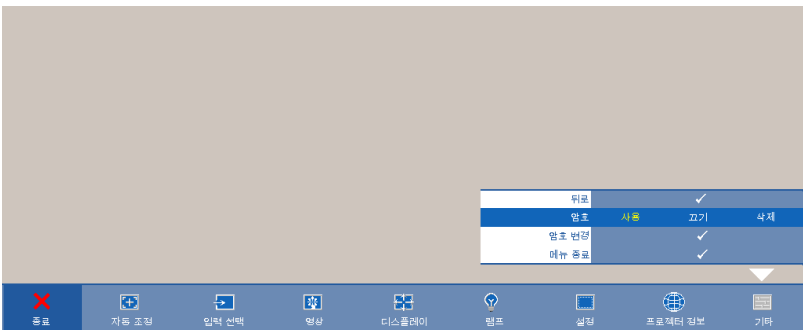 뒤로
암호 사용 끄기 삭제
암호 변경
메뉴 종료
종료 자동 조정 입력 선택 영상 디스플레이 램프 설정 프로젝터 정보 기타